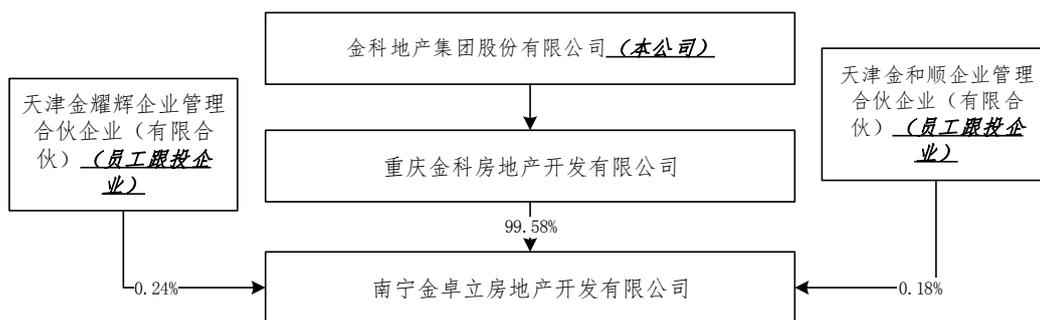 金科地产集团股份有限公司（本公司）
天津金耀辉企业管理
合伙企业（有限合
伙）（员工跟投企
业）
天津金和顺企业管理
合伙企业（有限合
伙）（员工跟投企
业）
重庆金科房地产开发有限公司
99.58%
0.24%
南宁金卓立房地产开发有限公司
0.18%